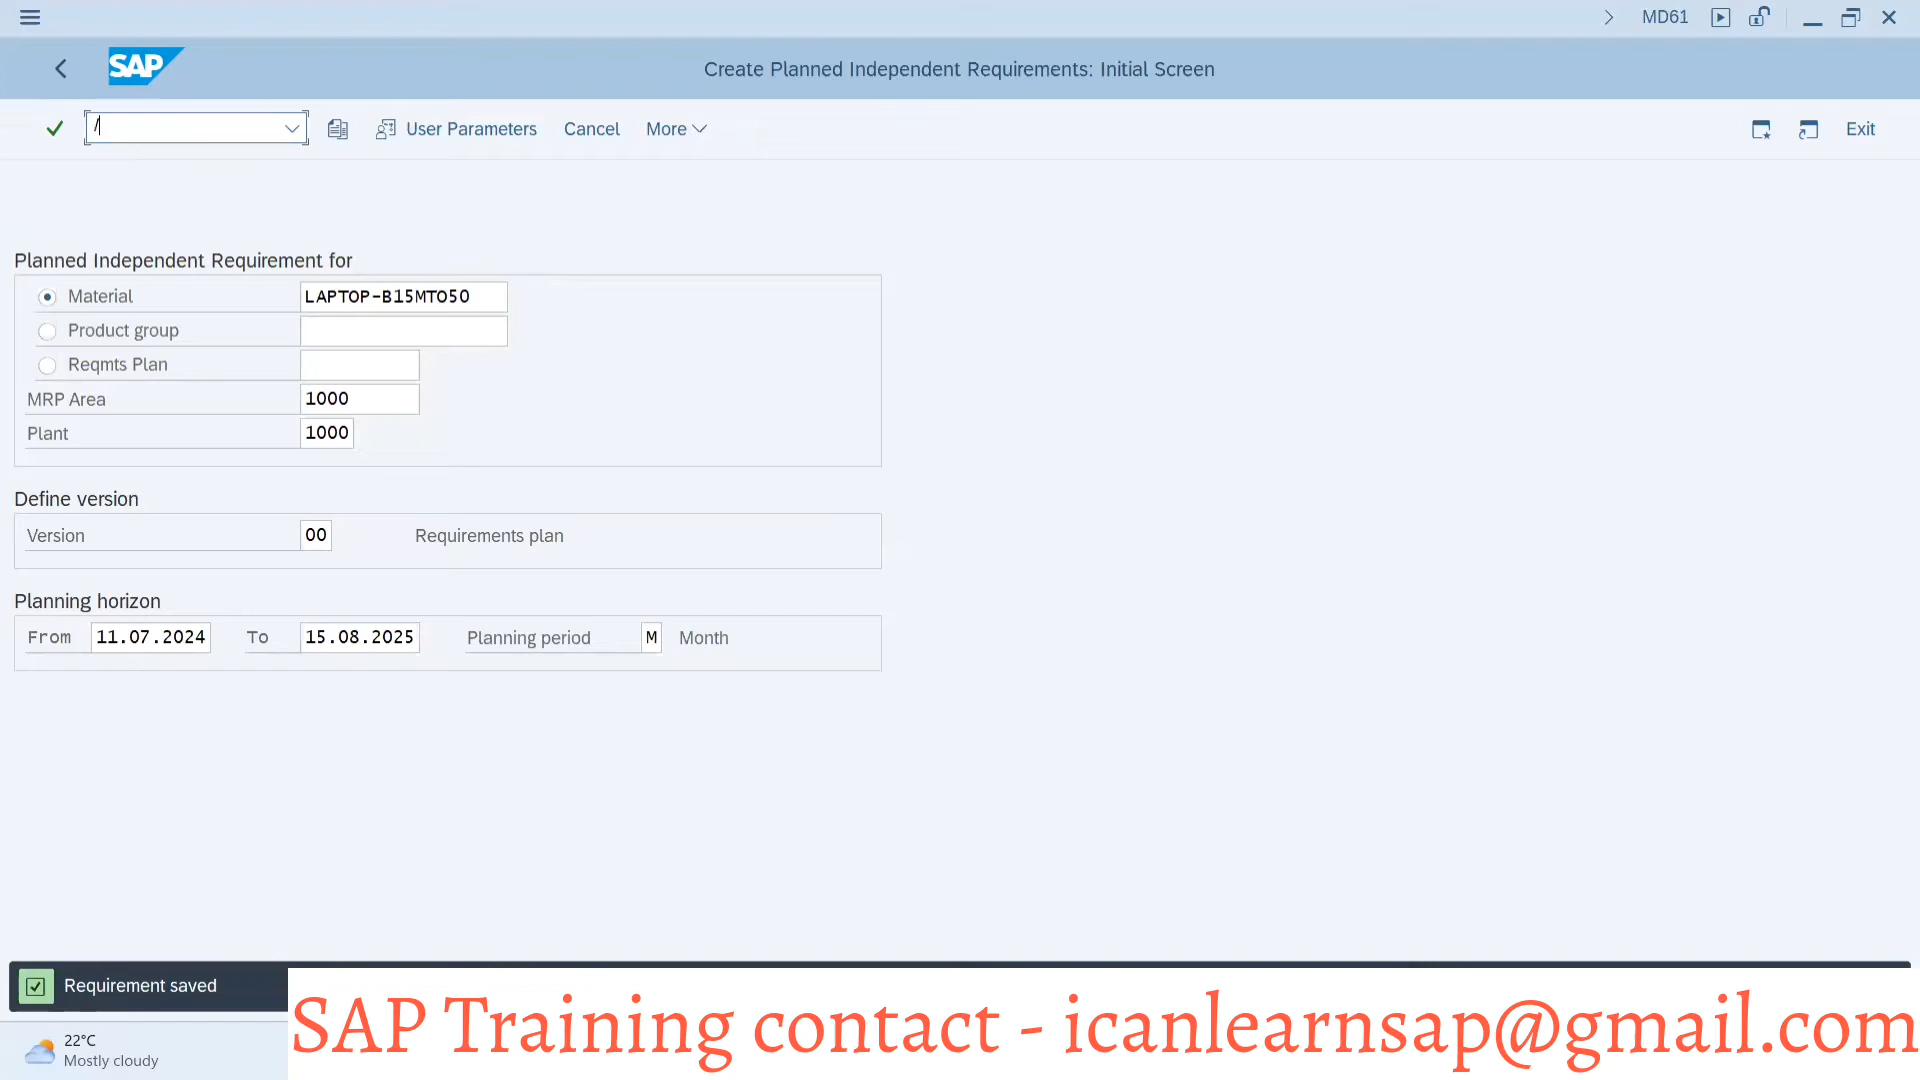 MD61
SAP
Create Planned Independent Requirements: Initial Screen
/
User Parameters
Cancel
More
Exit
Planned Independent Requirement for
Material LAPTOP-B15MTO50
Product group
Reqmts Plan
MRP Area 1000
Plant 1000
Define version
Version 00 Requirements plan
Planning horizon
From 11.07.2024 To 15.08.2025 Planning period M Month
Requirement saved
SAP Training contact - icanlearnsap@gmail.com
22°C
Mostly cloudy